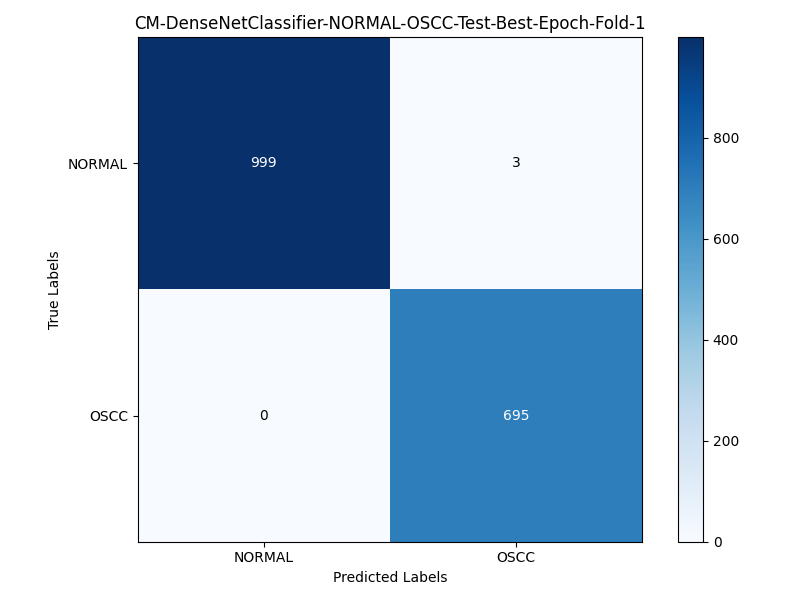 CM-DenseNetClassifier-NORMAL-OSCC-Test-Best-Epoch-Fold-1
NORMAL
999
3
OSCC
0
695
True Labels
NORMAL
OSCC
Predicted Labels
800
600
400
200
0